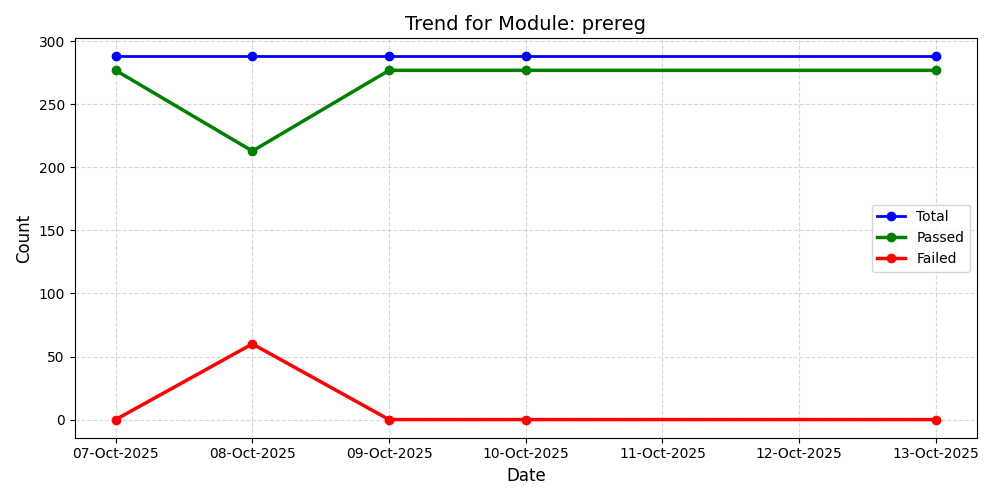 Trend for Module: prereg
300
250
200
150
100
50
0
Count
Total
Passed
Failed
07-Oct-2025 08-Oct-2025 09-Oct-2025 10-Oct-2025 11-Oct-2025 12-Oct-2025 13-Oct-2025
Date